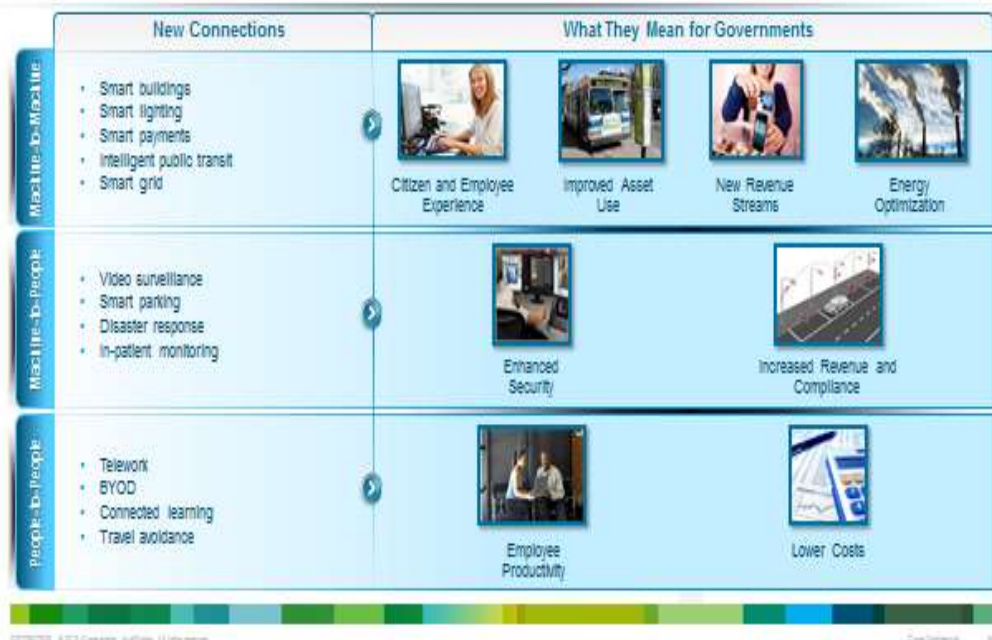 New Connections
What They Mean for Governments
Machine-to-Machine
• Smart buildings
• Smart lighting
• Smart payments
• Intelligent public transit
• Smart grid
Citizen and Employee
Experience
Improved Asset
Use
New Revenue
Streams
Energy
Optimization
Machine-to-People
• Video surveillance
• Smart parking
• Disaster response
• In-patient monitoring
Enhanced
Security
Increased Revenue and
Compliance
People-to-People
• Telework
• BYOD
• Connected learning
• Travel avoidance
Employee
Productivity
Lower Costs